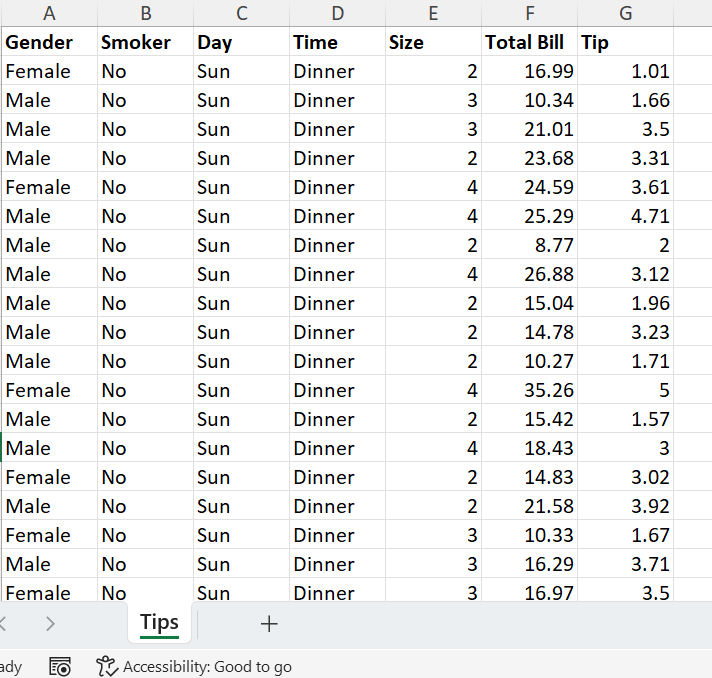 A B C D E F G
Gender Smoker Day Time Size Total Bill Tip
Female No Sun Dinner 2 16.99 1.01
Male No Sun Dinner 3 10.34 1.66
Male No Sun Dinner 3 21.01 3.5
Male No Sun Dinner 2 23.68 3.31
Female No Sun Dinner 4 24.59 3.61
Male No Sun Dinner 4 25.29 4.71
Male No Sun Dinner 2 8.77 2
Male No Sun Dinner 4 26.88 3.12
Male No Sun Dinner 2 15.04 1.96
Male No Sun Dinner 2 14.78 3.23
Male No Sun Dinner 2 10.27 1.71
Female No Sun Dinner 4 35.26 5
Male No Sun Dinner 2 15.42 1.57
Male No Sun Dinner 4 18.43 3
Female No Sun Dinner 2 14.83 3.02
Male No Sun Dinner 2 21.58 3.92
Female No Sun Dinner 3 10.33 1.67
Male No Sun Dinner 3 16.29 3.71
Female No Sun Dinner 3 16.97 3.5
Tips +
ady Accessibility: Good to go